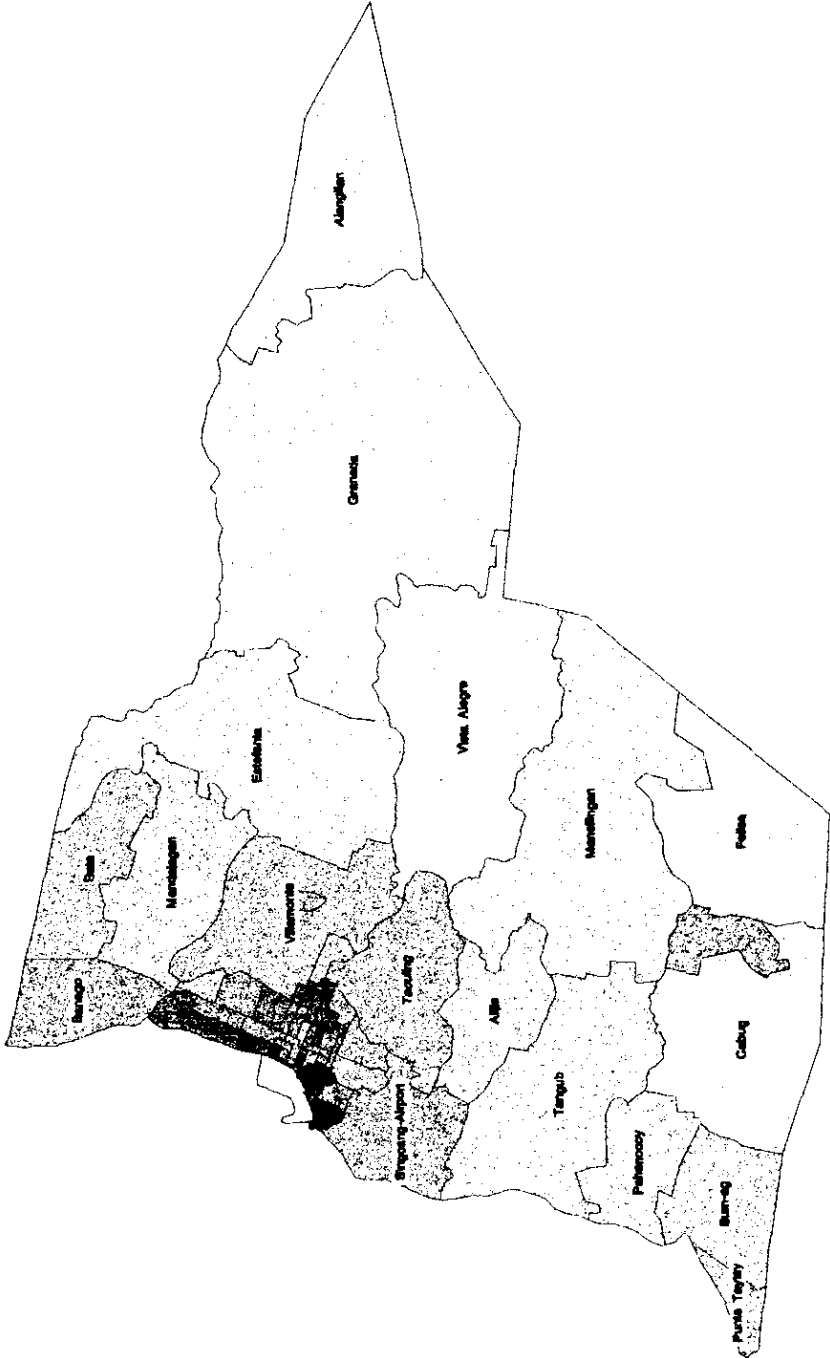 Alangilan
Granada
Estefania
Vista Alegre
Bata
Mandalagan
Villamonte
Mansilingan
Felisa
Banago
Taculing
Alijis
Cabug
Singcang-Airport
Tangub
Pahanocoy
Sum-ag
Punta Taytay